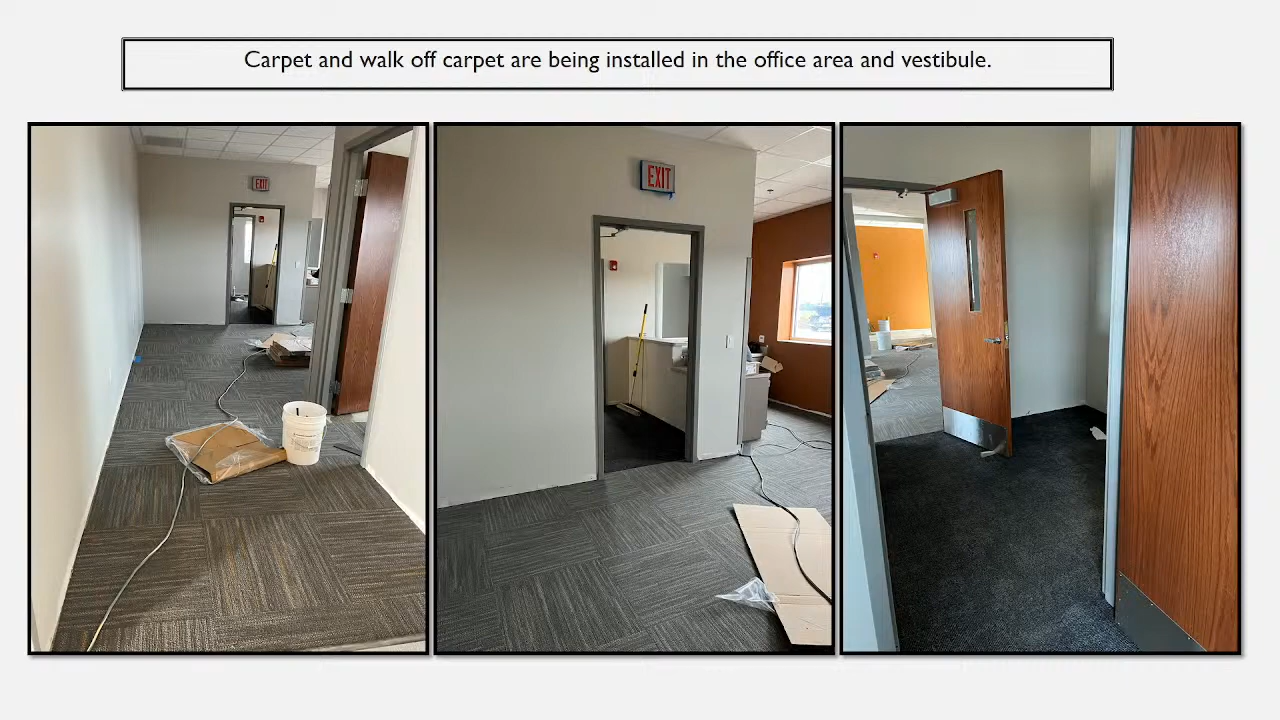 Carpet and walk off carpet are being installed in the office area and vestibule.
EXIT
EXIT